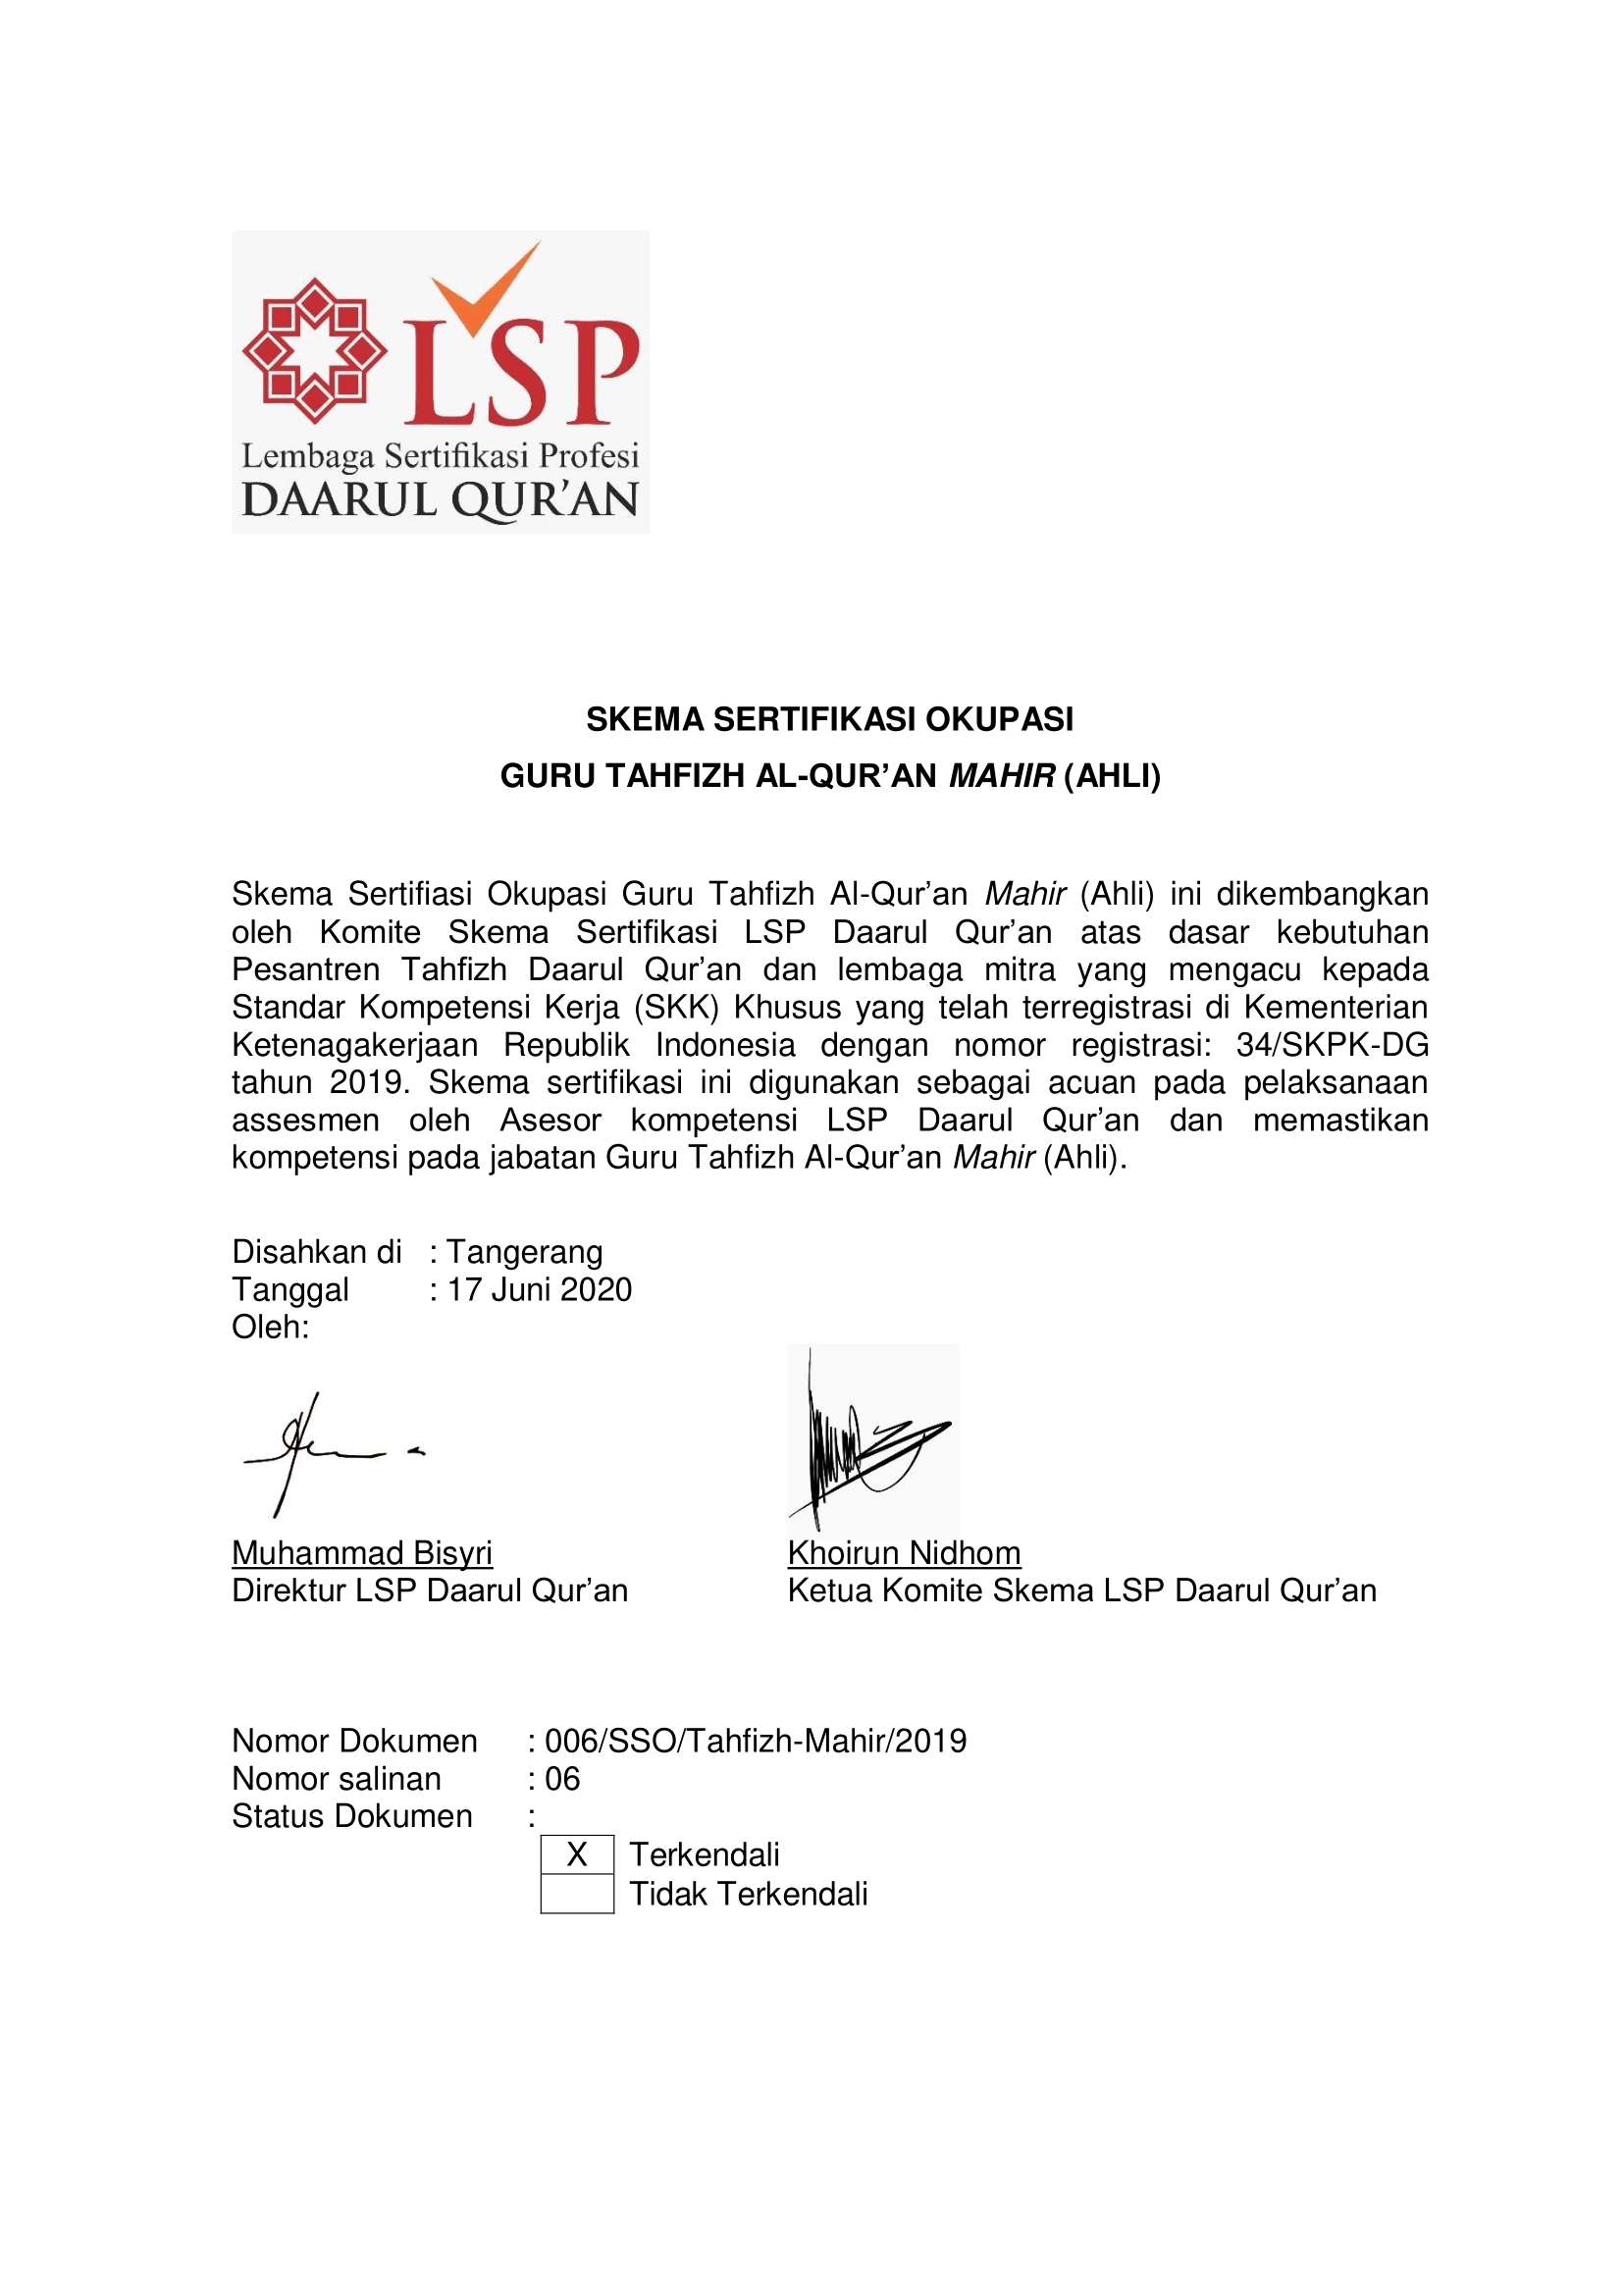 LSP
Lembaga Sertifikasi Profesi
DAARUL QUR’AN
SKEMA SERTIFIKASI OKUPASI
GURU TAHFIZH AL-QUR’AN MAHIR (AHLI)
Skema Sertifiasi Okupasi Guru Tahfizh Al-Qur’an Mahir (Ahli) ini dikembangkan
oleh Komite Skema Sertifikasi LSP Daarul Qur’an atas dasar kebutuhan
Pesantren Tahfizh Daarul Qur’an dan lembaga mitra yang mengacu kepada
Standar Kompetensi Kerja (SKK) Khusus yang telah terregistrasi di Kementerian
Ketenagakerjaan Republik Indonesia dengan nomor registrasi: 34/SKPK-DG
tahun 2019. Skema sertifikasi ini digunakan sebagai acuan pada pelaksanaan
assesmen oleh Asesor kompetensi LSP Daarul Qur’an dan memastikan
kompetensi pada jabatan Guru Tahfizh Al-Qur’an Mahir (Ahli).
Disahkan di : Tangerang
Tanggal : 17 Juni 2020
Oleh:
Muhammad Bisyri Khoirun Nidhom
Direktur LSP Daarul Qur’an Ketua Komite Skema LSP Daarul Qur’an
Nomor Dokumen : 006/SSO/Tahfizh-Mahir/2019
Nomor salinan : 06
Status Dokumen :
X Terkendali
Tidak Terkendali